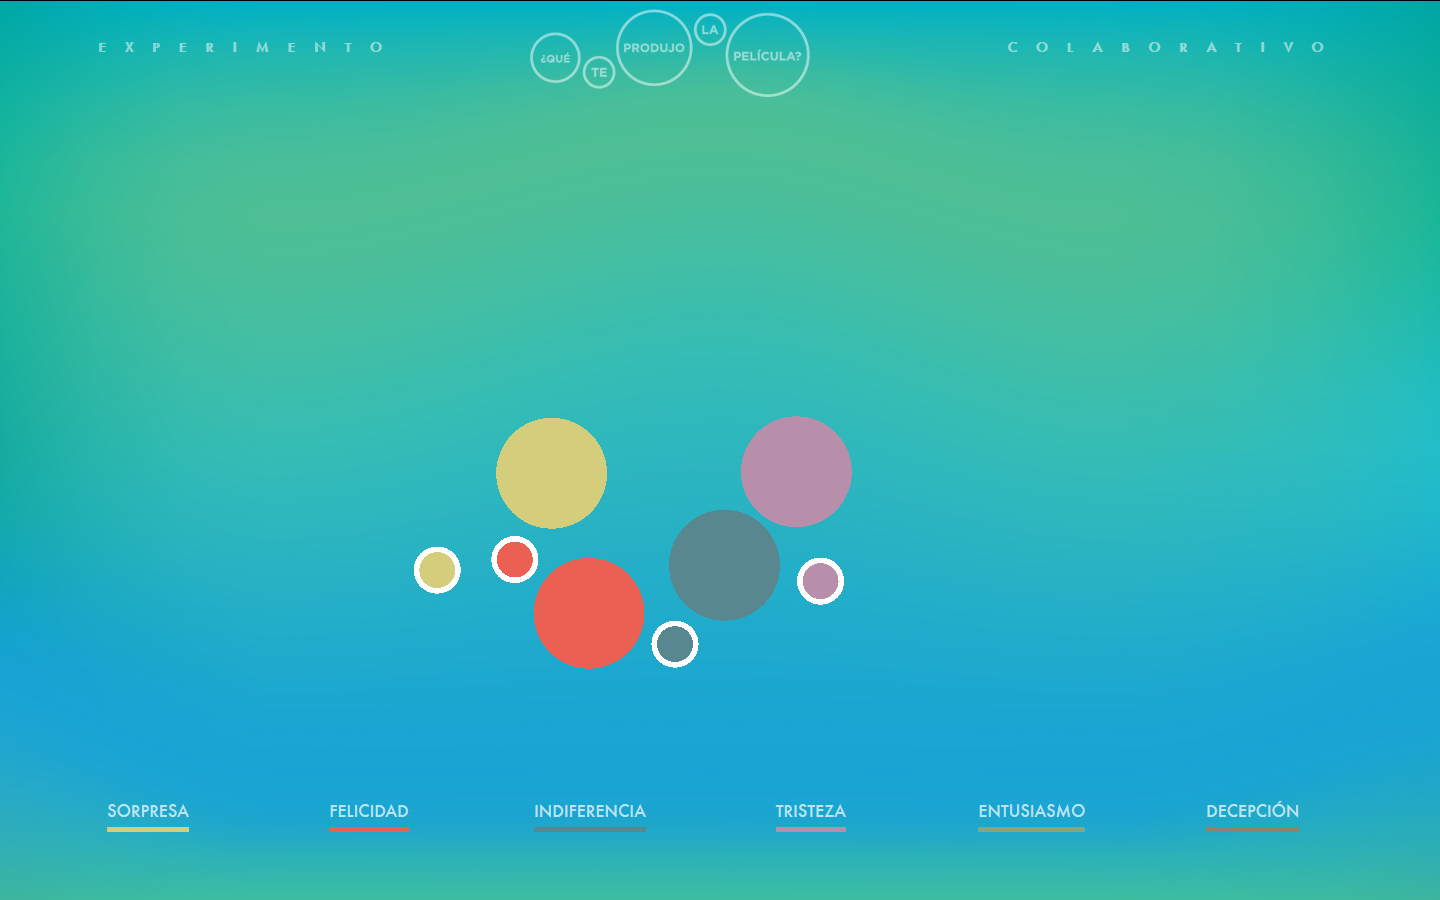 EXPERIMENTO
¿QUÉ TE PRODUJO LA PELÍCULA?
COLABORATIVO
SORPRESA
FELICIDAD
INDIFERENCIA
TRISTEZA
ENTUSIASMO
DECEPCIÓN